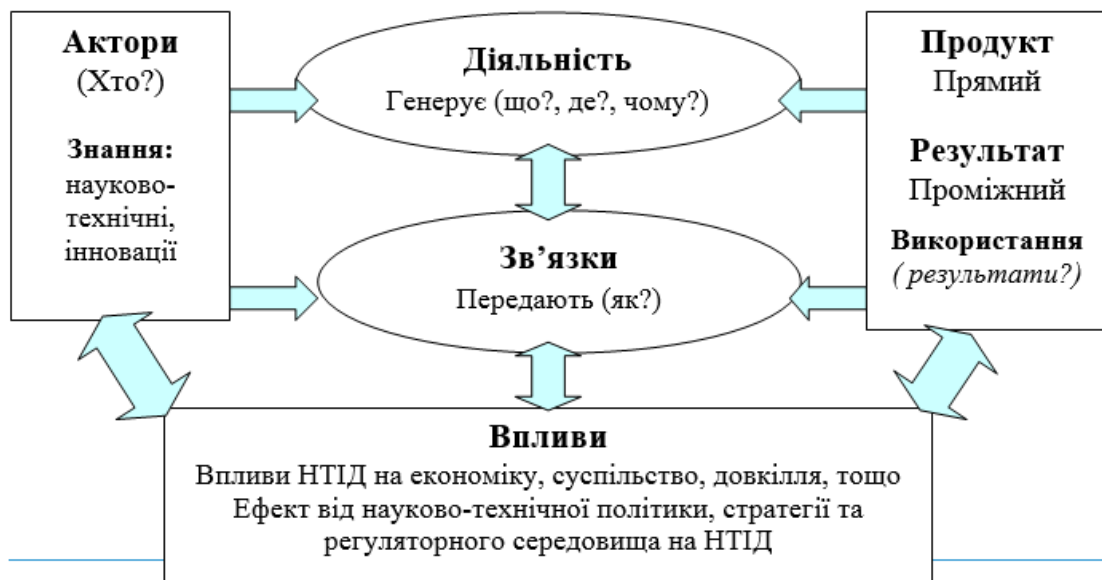 Актори
(Хто?)
Знання:
науково-
технічні,
інновації
Діяльність
Генерує (що?, де?, чому?)
Зв’язки
Передають (як?)
Продукт
Прямий
Результат
Проміжний
Використання
( результати?)
Впливи
Впливи НТІД на економіку, суспільство, довкілля, тощо
Ефект від науково-технічної політики, стратегії та
регуляторного середовища на НТІД